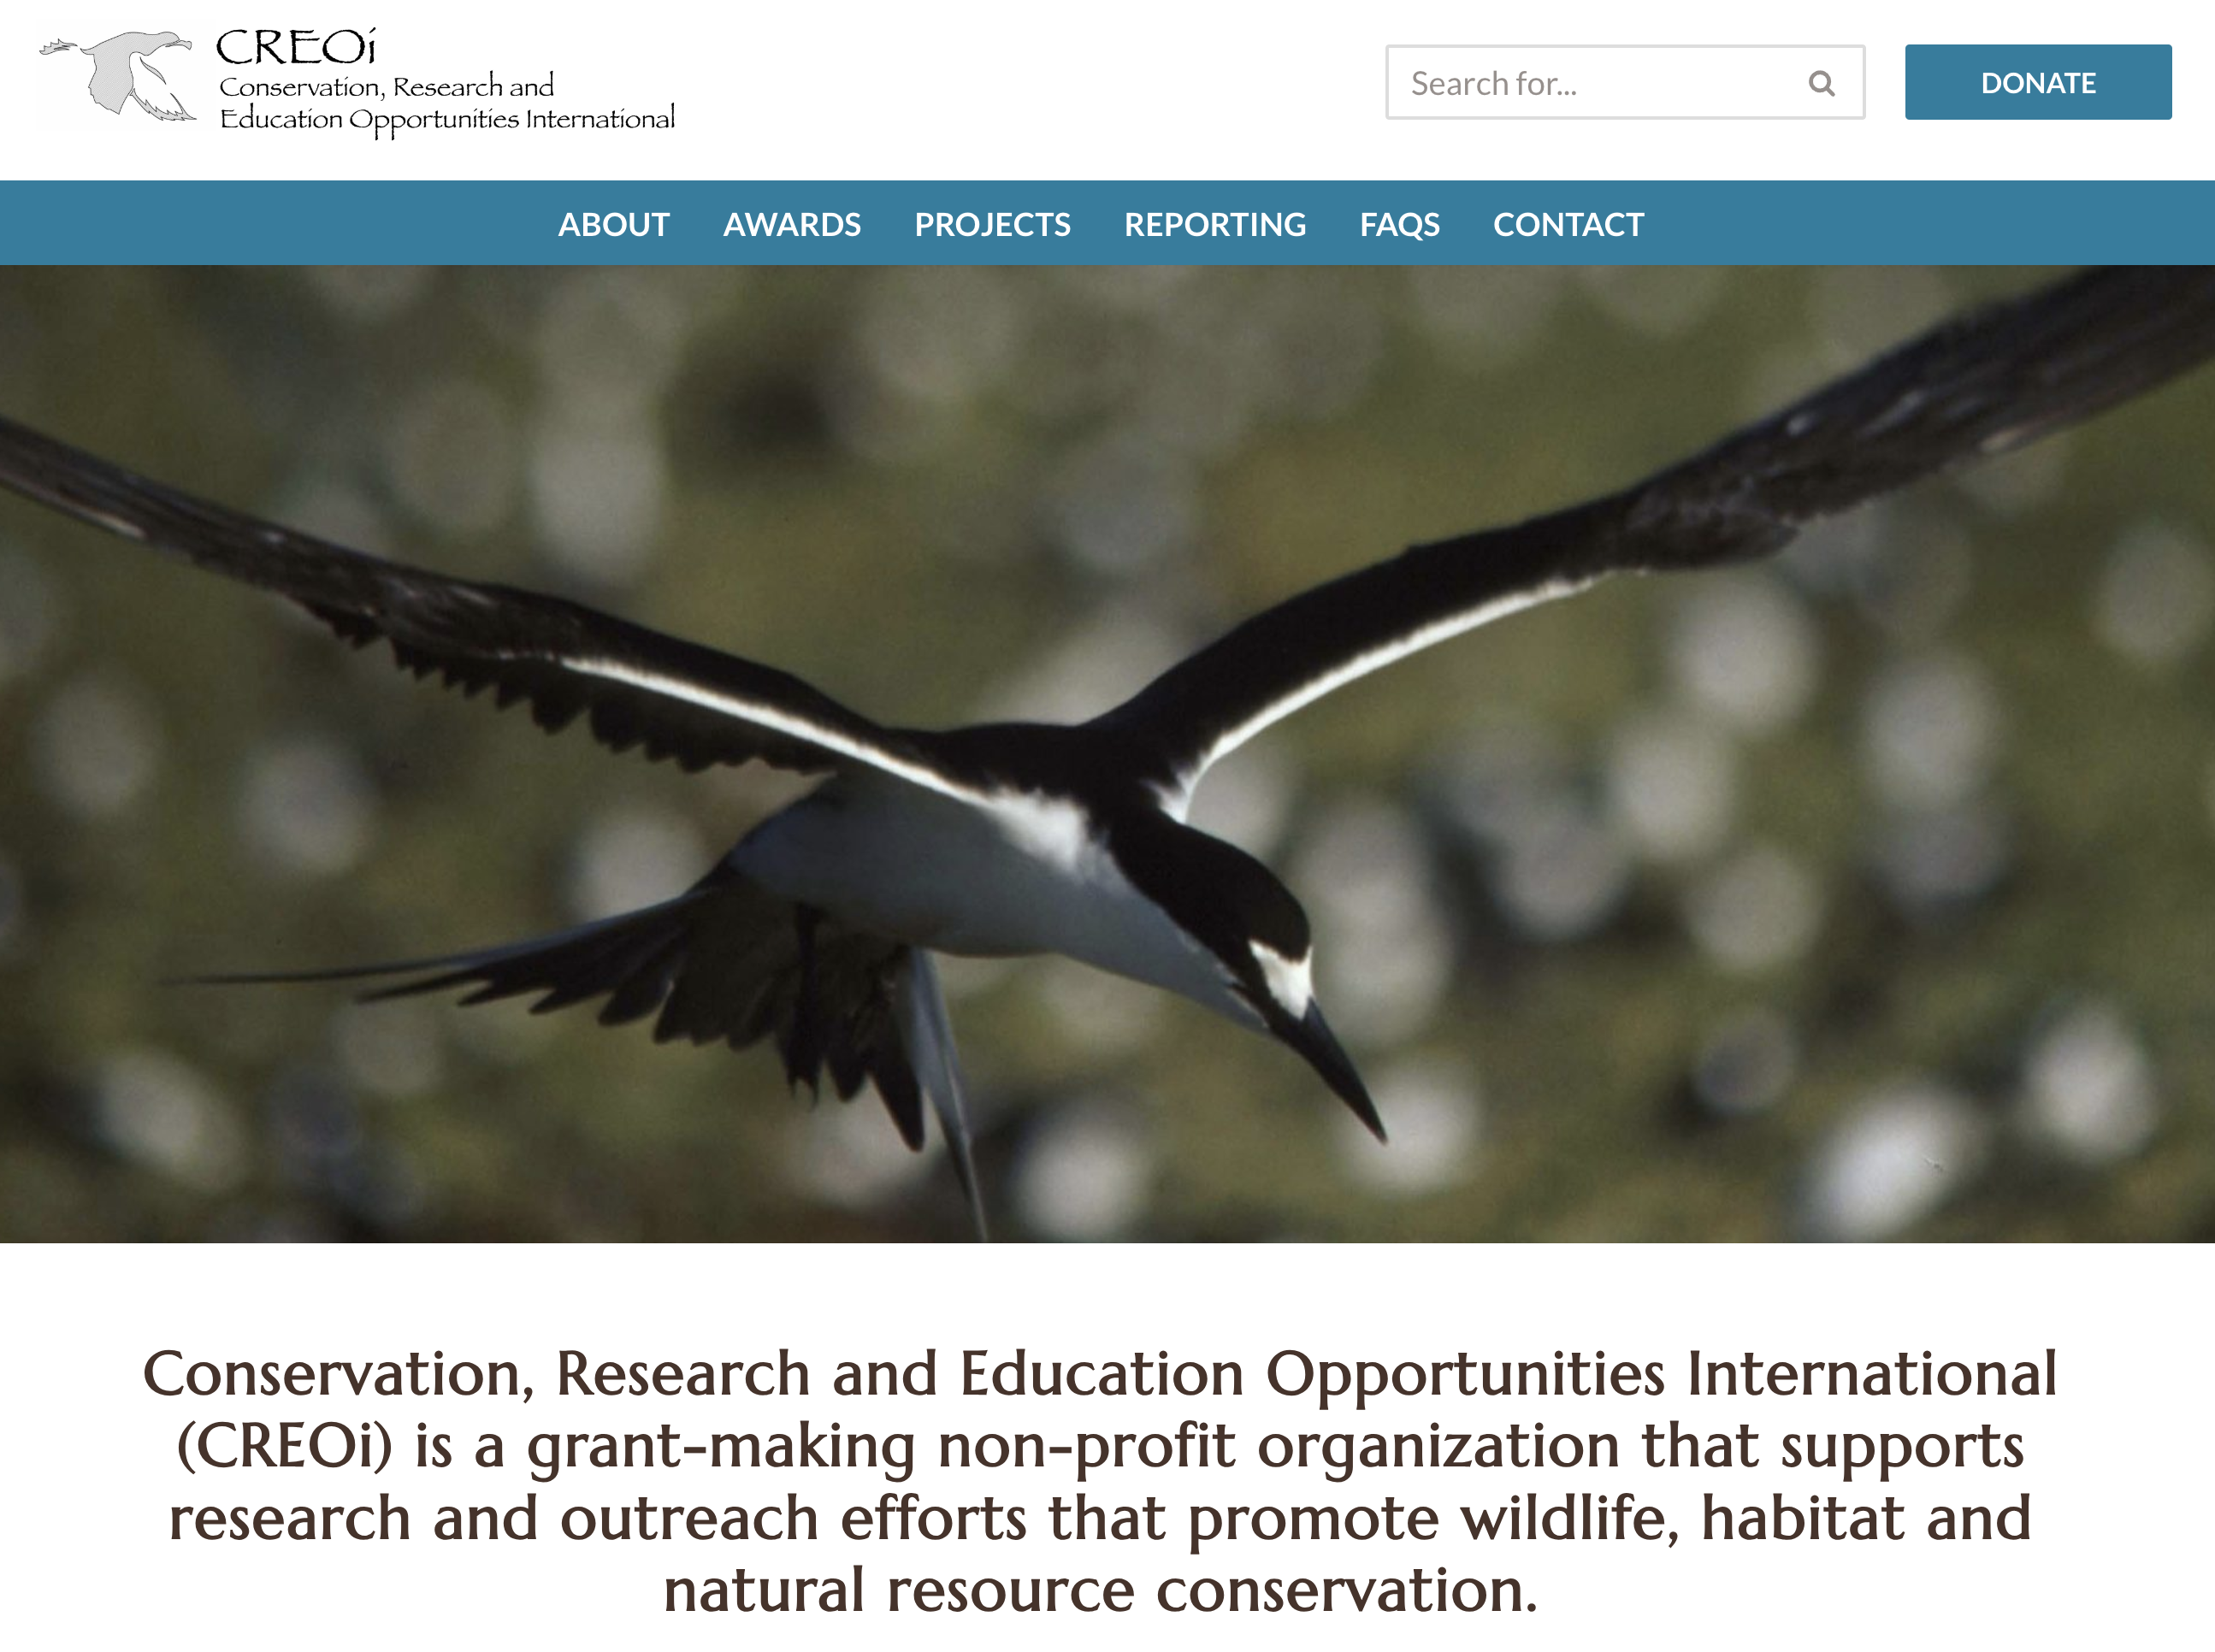 CREOi
Conservation, Research and
Education Opportunities International
Search for...
DONATE
ABOUT AWARDS PROJECTS REPORTING FAQS CONTACT
Conservation, Research and Education Opportunities International
(CREOi) is a grant-making non-profit organization that supports
research and outreach efforts that promote wildlife, habitat and
natural resource conservation.